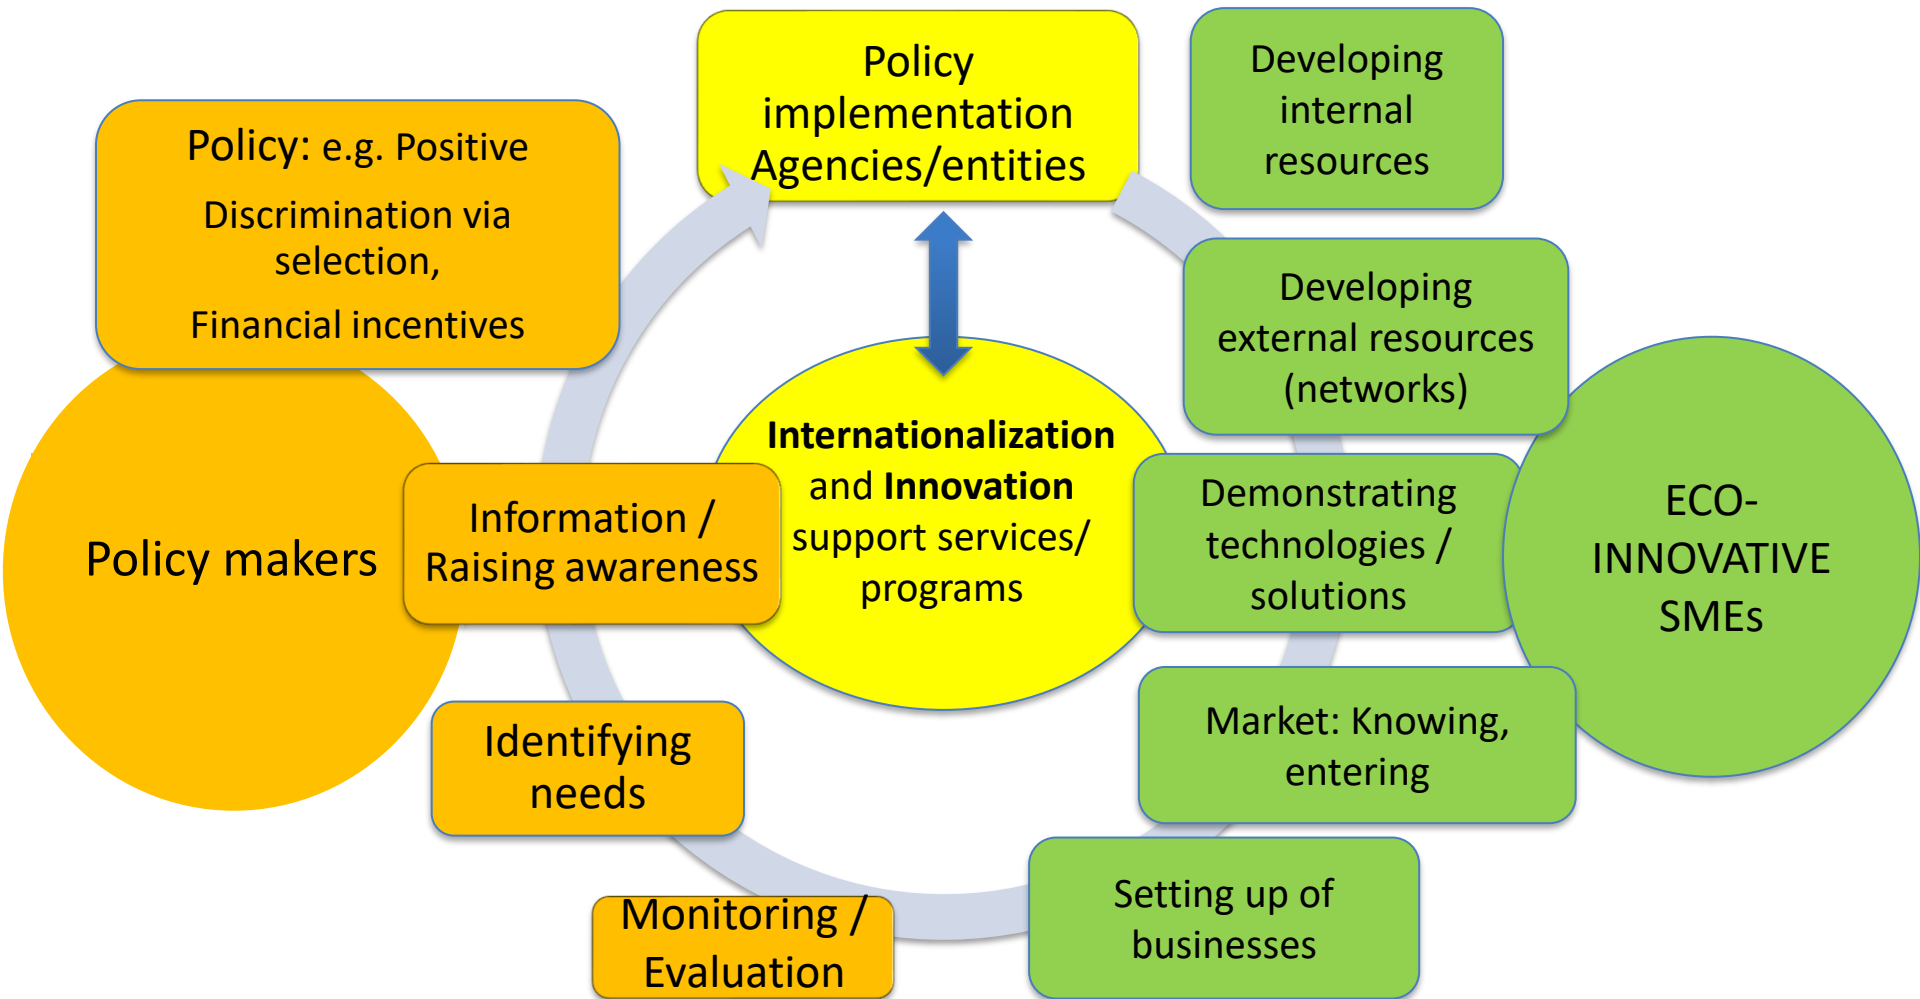 Policy
implementation
Agencies/entities
Developing
internal
resources
Policy: e.g. Positive
Discrimination via
selection,
Financial incentives
Developing
external resources
(networks)
Internationalization
and Innovation
support services/
programs
Policy makers
Information /
Raising awareness
Demonstrating
technologies /
solutions
ECO-
INNOVATIVE
SMEs
Identifying
needs
Market: Knowing,
entering
Monitoring /
Evaluation
Setting up of
businesses